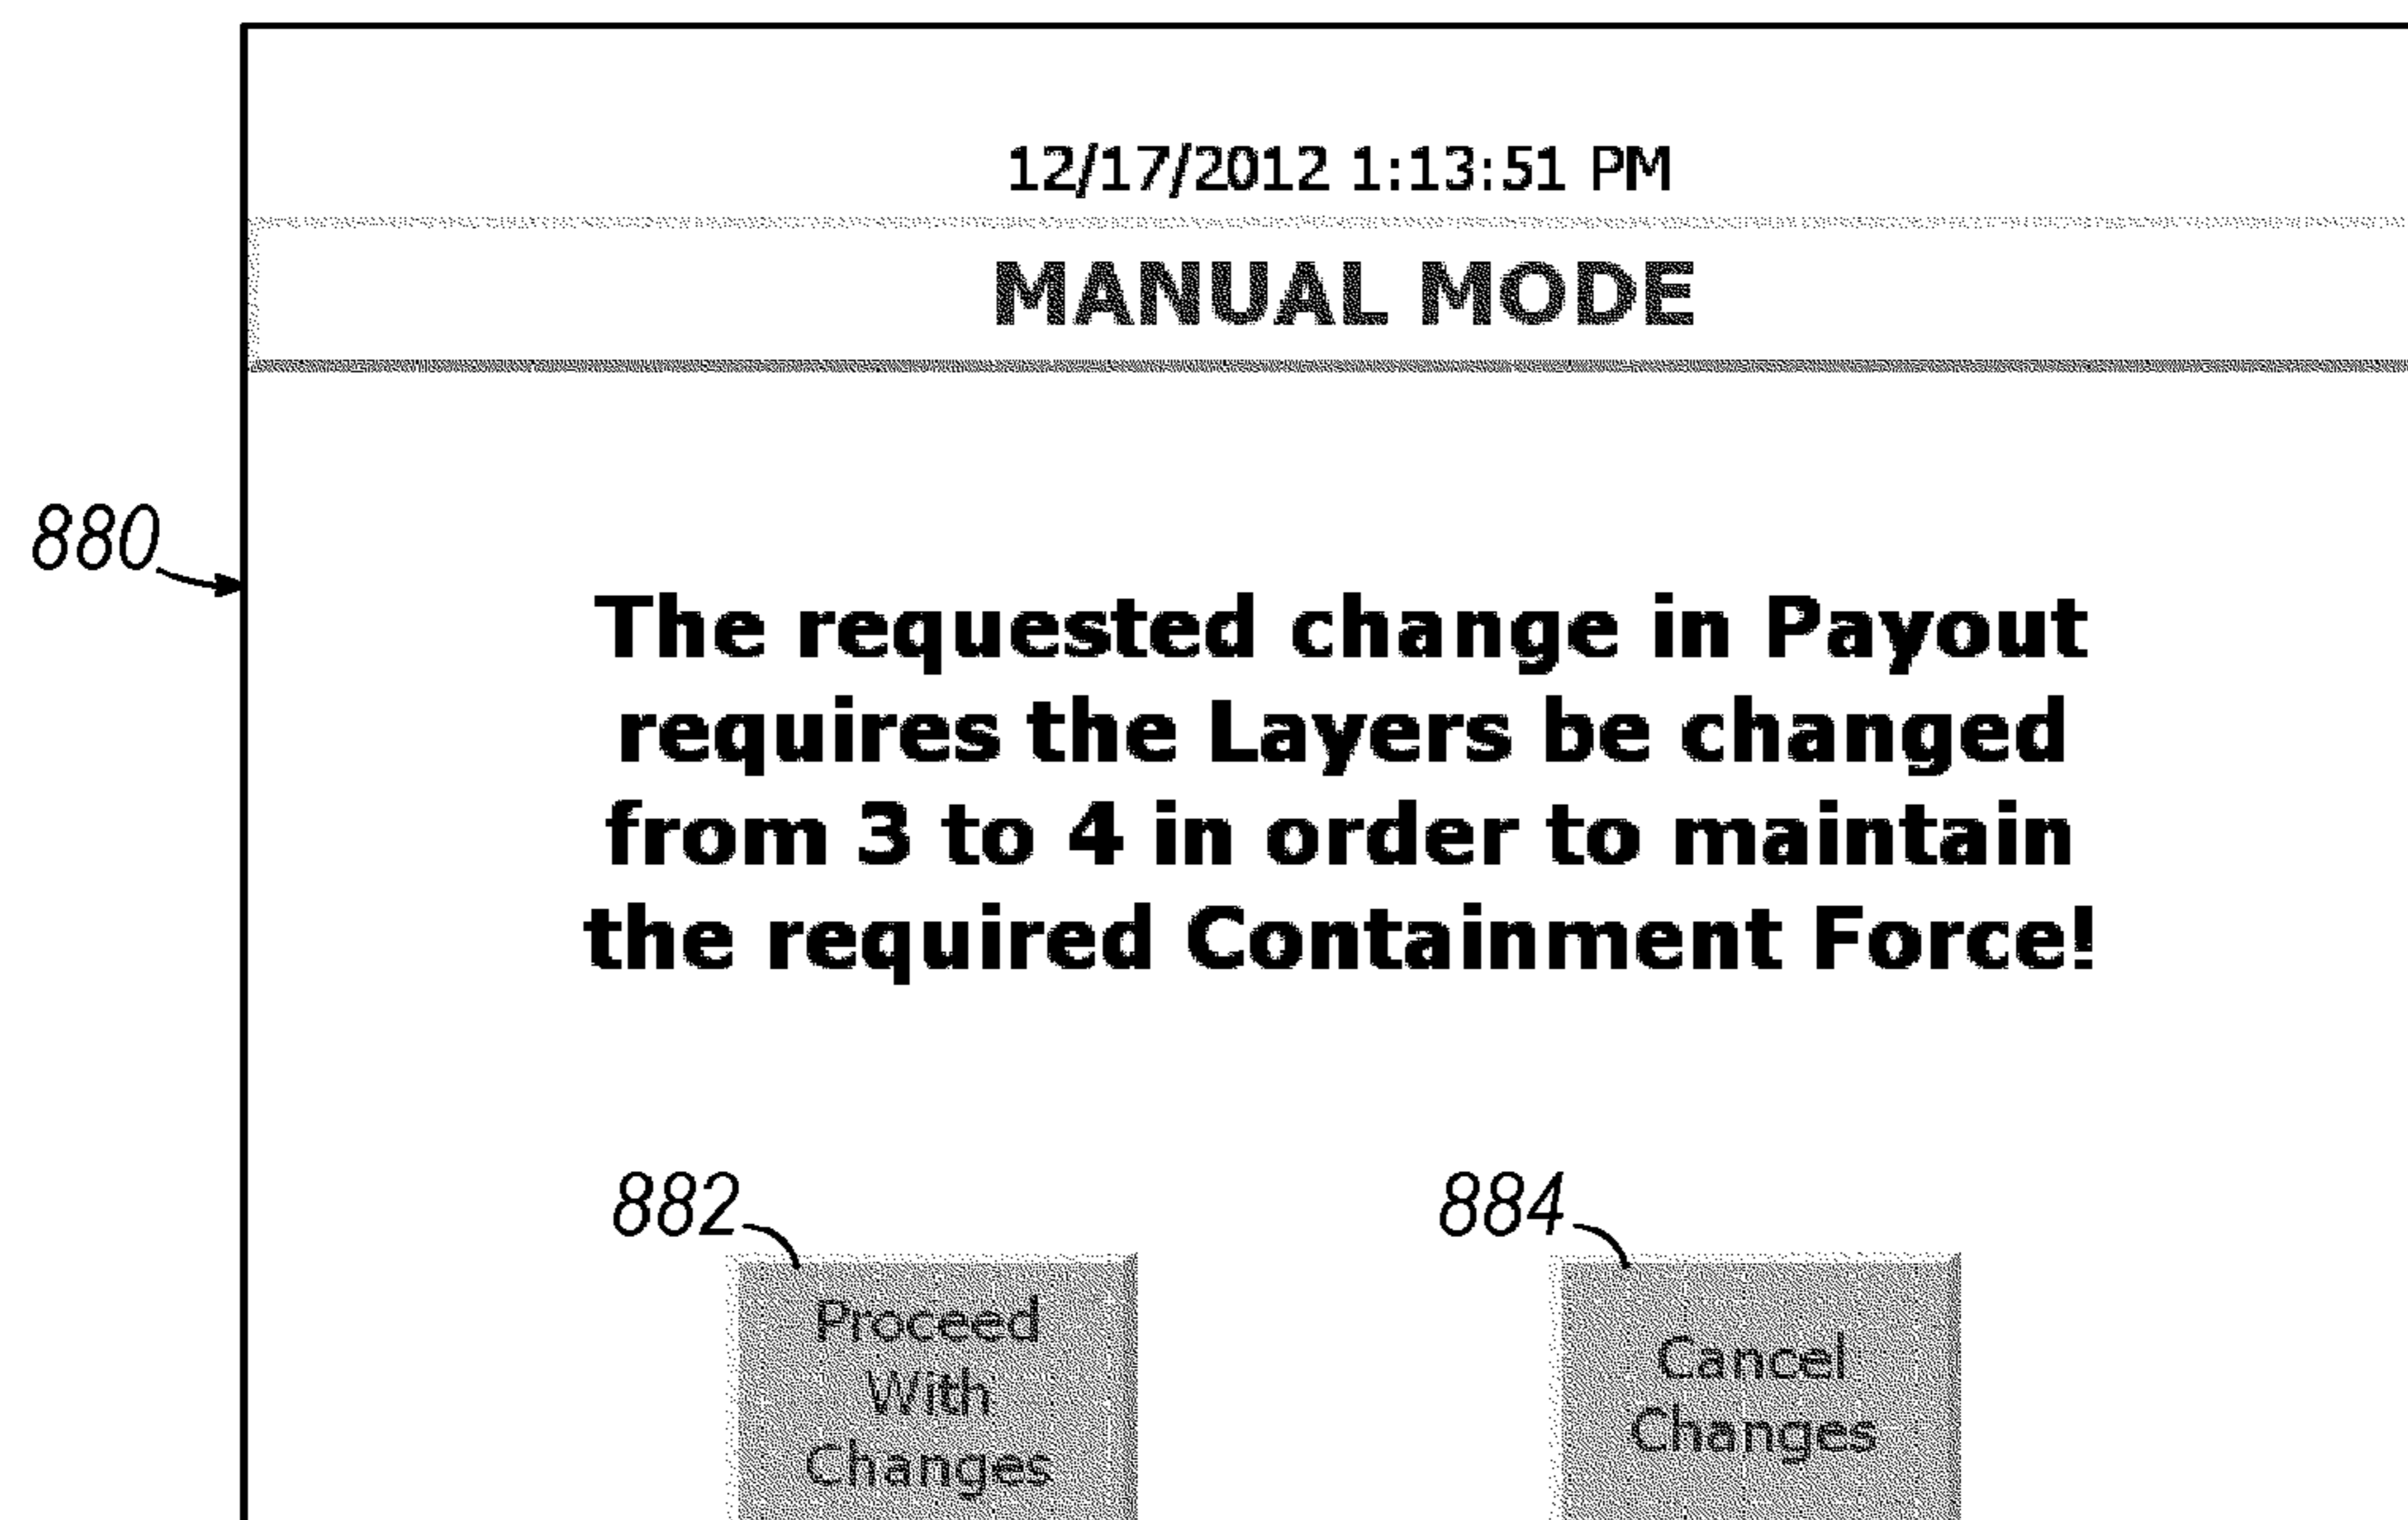 12/17/2012 1:13:51 PM
MANUAL MODE
880
The requested change in Payout
requires the Layers be changed
from 3 to 4 in order to maintain
the required Containment Force!
882
884
Proceed
With
Changes
Cancel
Changes